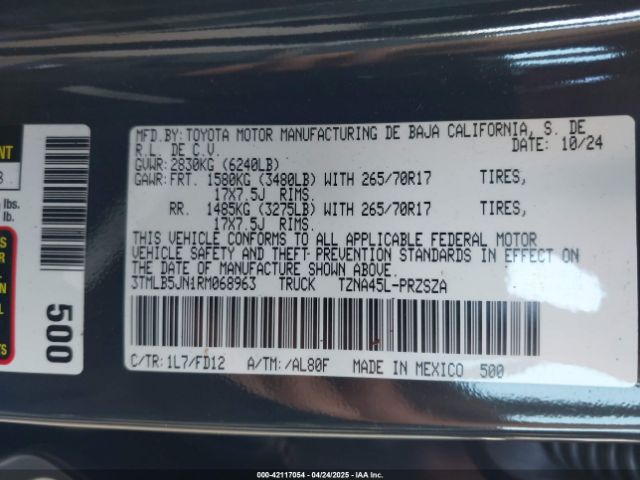 MFD.BY: TOYOTA MOTOR MANUFACTURING DE BAJA CALIFORNIA, S. DE
R.L. DE C.V. DATE: 10/24
GVWR: 2830KG (6240LB)
GAWR: FRT. 1580KG (3480LB) WITH 265/70R17 TIRES,
17X7.5J RIMS.
RR. 1485KG (3275LB) WITH 265/70R17 TIRES,
17X7.5J RIMS.
THIS VEHICLE CONFORMS TO ALL APPLICABLE FEDERAL MOTOR
VEHICLE SAFETY AND THEFT PREVENTION STANDARDS IN EFFECT ON
THE DATE OF MANUFACTURE SHOWN ABOVE.
3TMLB5JN1RM068963 TRUCK TZNA45L-PRZSZA
C/TR: 1L7/FD12 A/TM: /AL80F MADE IN MEXICO 500
500
lbs.
lb.
000-42117054 - 04/24/2025 - IAA Inc.